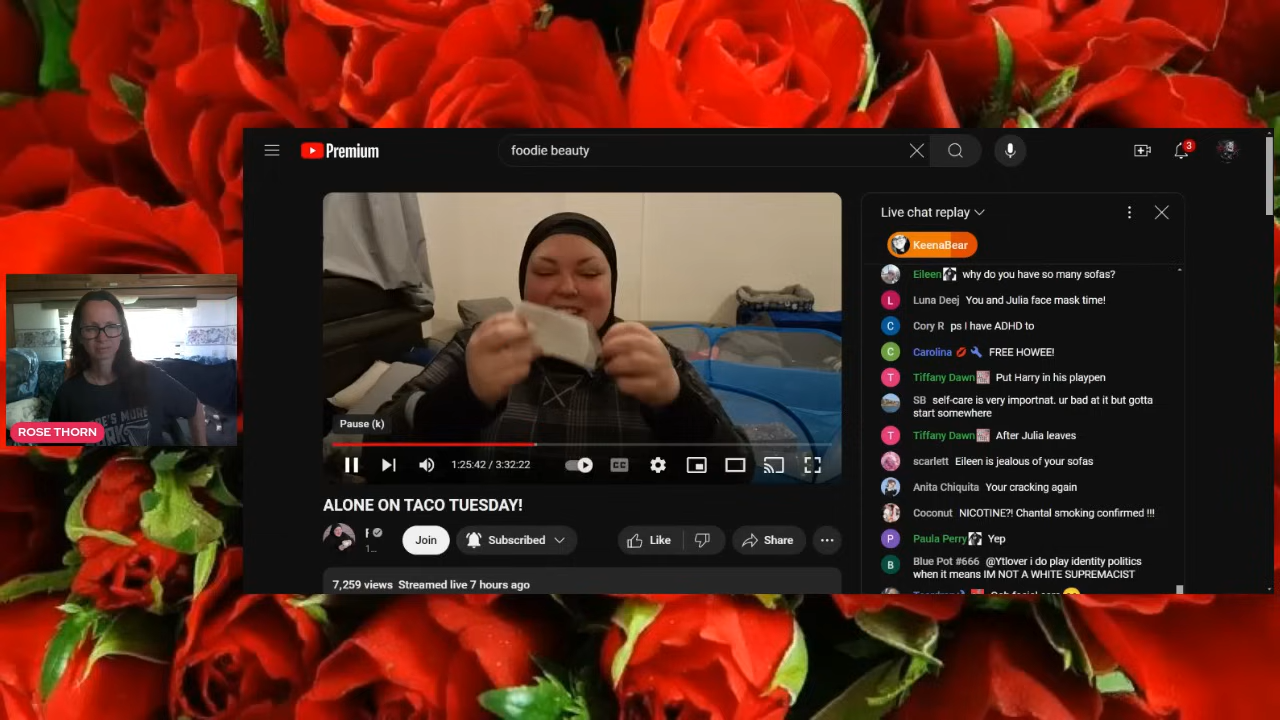 Premium
foodie beauty
3
Live chat replay
KeenaBear
Eileen why do you have so many sofas?
L Luna Deej You and Julia face mask time!
C Cory R ps I have ADHD to
C Carolina FREE HOWEE!
T Tiffany Dawn Put Harry in his playpen
SB self-care is very importnat. ur bad at it but gotta
start somewhere
T Tiffany Dawn After Julia leaves
scarlett Eileen is jealous of your sofas
Anita Chiquita Your cracking again
Coconut NICOTINE?! Chantal smoking confirmed !!!
P Paula Perry Yep
B Blue Pot #666 @Ytlover i do play identity politics
when it means IM NOT A WHITE SUPREMACIST
Pause (k)
1:25:42 / 3:32:22
CC
ALONE ON TACO TUESDAY!
F
1...
Join
Subscribed
Like
Share
7,259 views Streamed live 7 hours ago
ROSE THORN